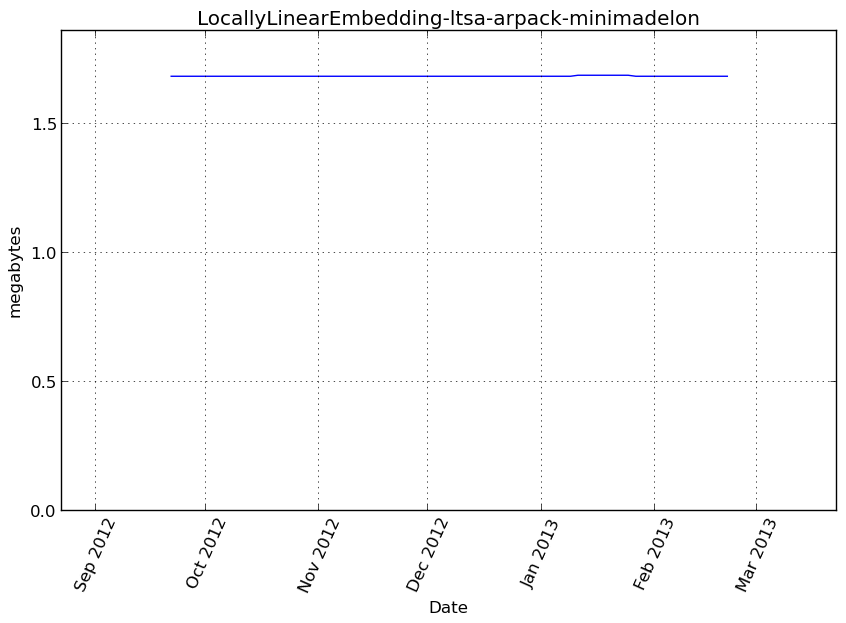 LocallyLinearEmbedding-ltsa-arpack-minimadelon
megabytes
1.5
1.0
0.5
0.0
Sep 2012
Oct 2012
Nov 2012
Dec 2012
Jan 2013
Feb 2013
Mar 2013
Date